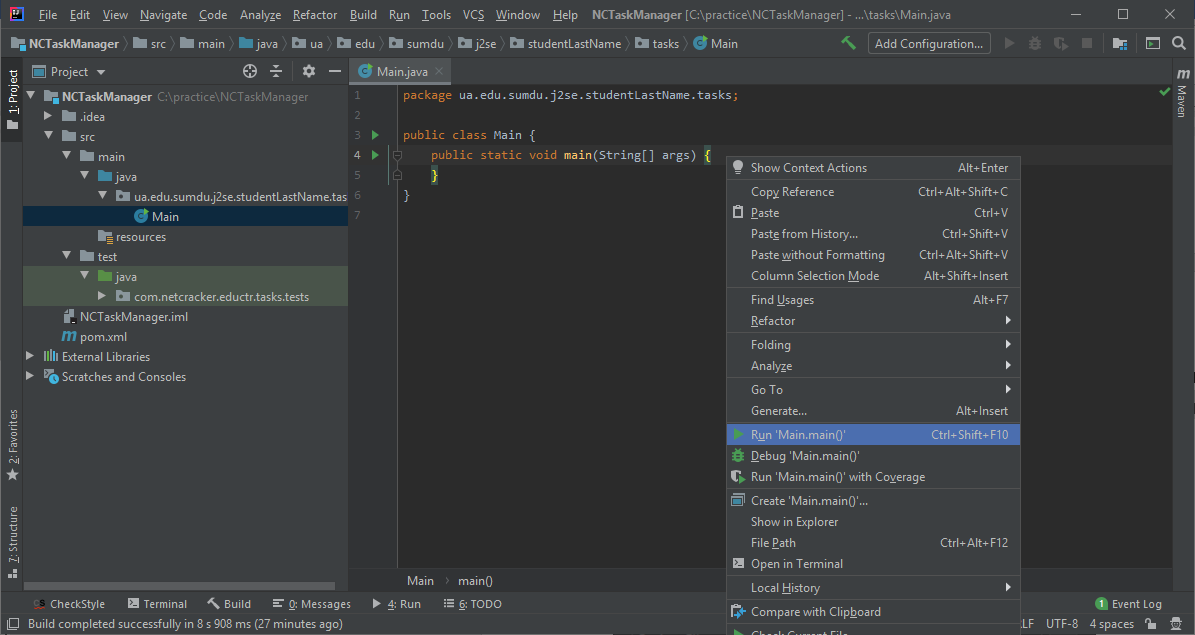 File Edit View Navigate Code Analyze Refactor Build Run Tools VCS Window Help NCTaskManager [C:\practice\NCTaskManager] - ...\tasks\Main.java
NCTaskManager src main java ua edu sumdu j2se studentLastName tasks Main Add Configuration...
1: Project
Project
NCTaskManager C:\practice\NCTaskManager
.idea
src
main
java
ua.edu.sumdu.j2se.studentLastName.tas
Main
resources
test
java
com.netcracker.eductr.tasks.tests
NCTaskManager.iml
pom.xml
External Libraries
Scratches and Consoles
2: Favorites
7: Structure
Main.java
1 package ua.edu.sumdu.j2se.studentLastName.tasks;
2
3 public class Main {
4 public static void main(String[] args) {
5 }
6 }
7
Main main()
m
Maven
Show Context Actions Alt+Enter
Copy Reference Ctrl+Alt+Shift+C
Paste Ctrl+V
Paste from History... Ctrl+Shift+V
Paste without Formatting Ctrl+Alt+Shift+V
Column Selection Mode Alt+Shift+Insert
Find Usages Alt+F7
Refactor
Folding
Analyze
Go To
Generate... Alt+Insert
Run 'Main.main()' Ctrl+Shift+F10
Debug 'Main.main()'
Run 'Main.main()' with Coverage
Create 'Main.main()'...
Show in Explorer
File Path Ctrl+Alt+F12
Open in Terminal
Local History
Compare with Clipboard
Check Current File
CheckStyle Terminal Build 0: Messages 4: Run 6: TODO 1 Event Log
Build completed successfully in 8 s 908 ms (27 minutes ago) LF UTF-8 4 spaces